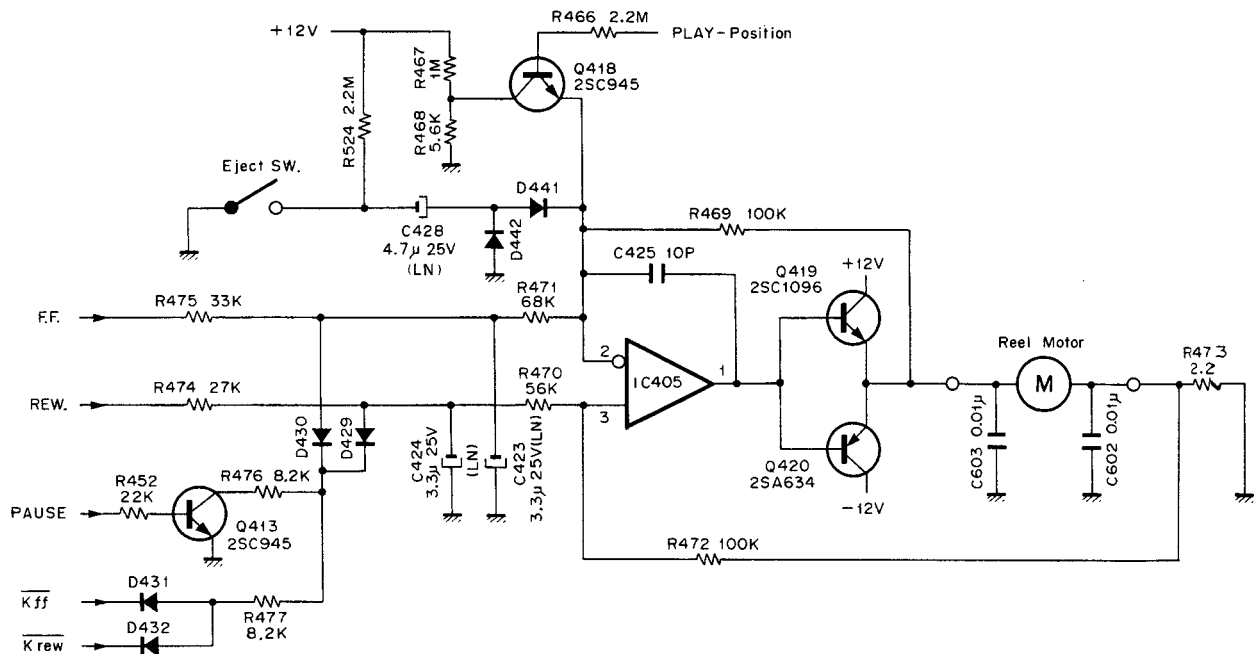 R466 2.2M
+12V
PLAY-Position
R467
1M
Q418
2SC945
R524 2.2M
R468
5.6K
Eject SW.
D441
C428
4.7μ 25V
(LN)
D442
R469 100K
C425 10P
Q419
2SC1096
+12V
R475 33K
R471
68K
F.F.
Reel Motor
R473
2.2
2
IC405
1
M
R474 27K
R470
56K
REW.
3
D430
D429
C424
3.3μ 25V
(LN)
C423
3.3μ 25V(LN)
C603 0.01μ
C602 0.01μ
Q420
2SA634
-12V
R452
22K
R476 8.2K
PAUSE
Q413
2SC945
R472 100K
D431
Kff
R477
8.2K
D432
Krew